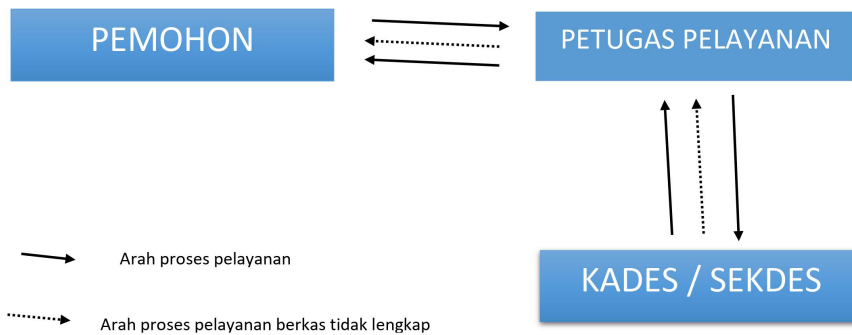 PEMOHON
PETUGAS PELAYANAN
KADES / SEKDES
Arah proses pelayanan
Arah proses pelayanan berkas tidak lengkap